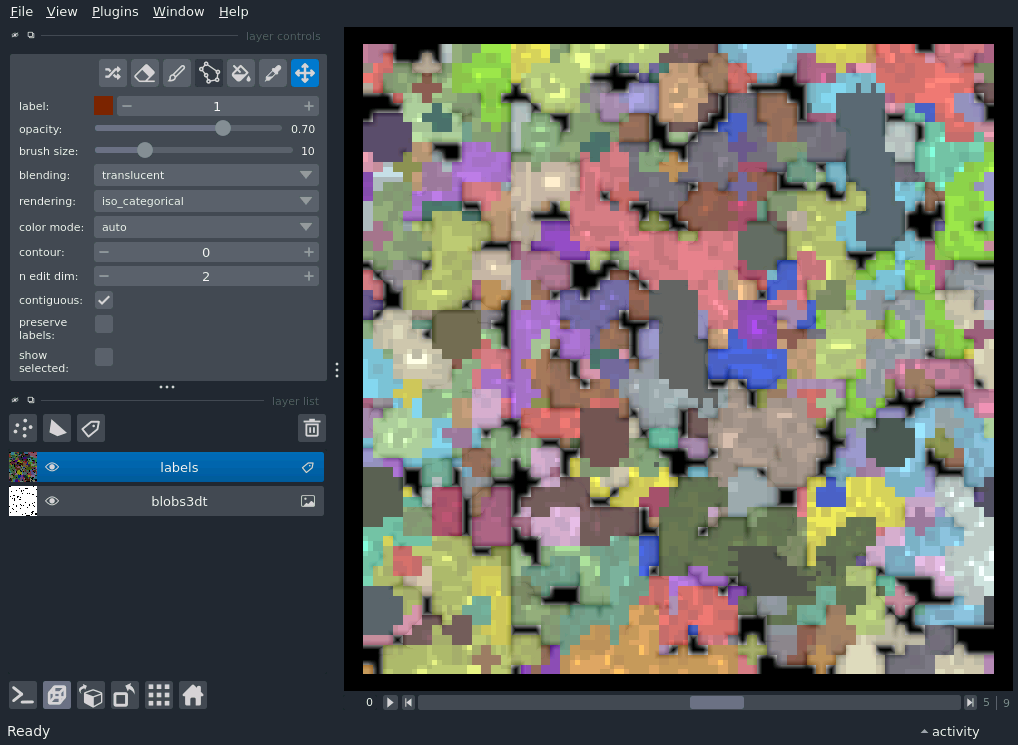 File View Plugins Window Help
layer controls
label: 1
opacity: 0.70
brush size: 10
blending: translucent
rendering: iso_categorical
color mode: auto
contour: 0
n edit dim: 2
contiguous:
preserve
labels:
show
selected:
layer list
labels
blobs3dt
0 5 9
Ready activity